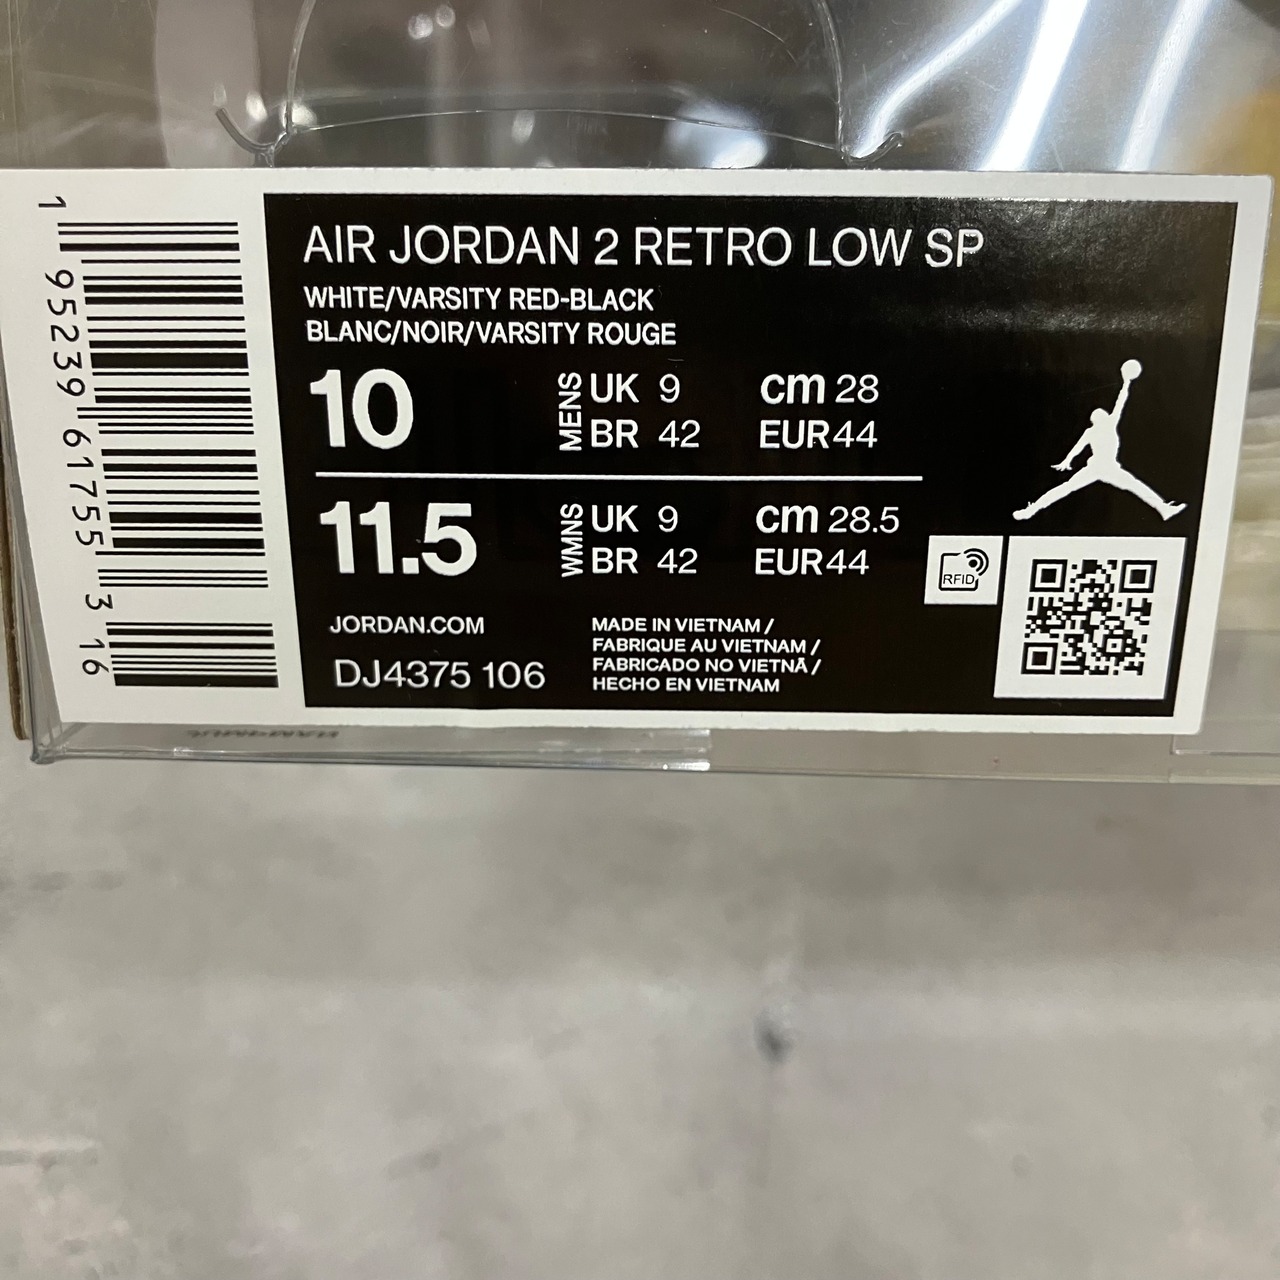 AIR JORDAN 2 RETRO LOW SP
WHITE/VARSITY RED-BLACK
BLANC/NOIR/VARSITY ROUGE
10 MENS UK 9 cm 28
BR 42 EUR 44
11.5 WMNS UK 9 cm 28.5
BR 42 EUR 44
RFID
JORDAN.COM
DJ4375 106
MADE IN VIETNAM /
FABRIQUE AU VIETNAM /
FABRICADO NO VIETNÃ /
HECHO EN VIETNAM
1 95239 61755 3 16